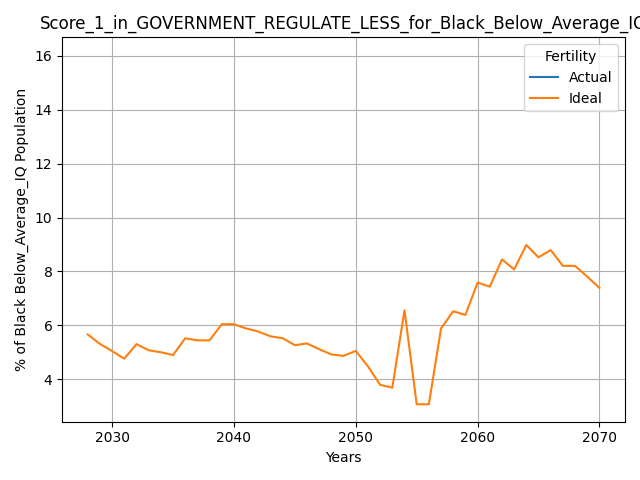 Score_1_in_GOVERNMENT_REGULATE_LESS_for_Black_Below_Average_IQ
Fertility
Actual
Ideal
% of Black Below_Average_IQ Population
16
14
12
10
8
6
4
2030 2040 2050 2060 2070
Years